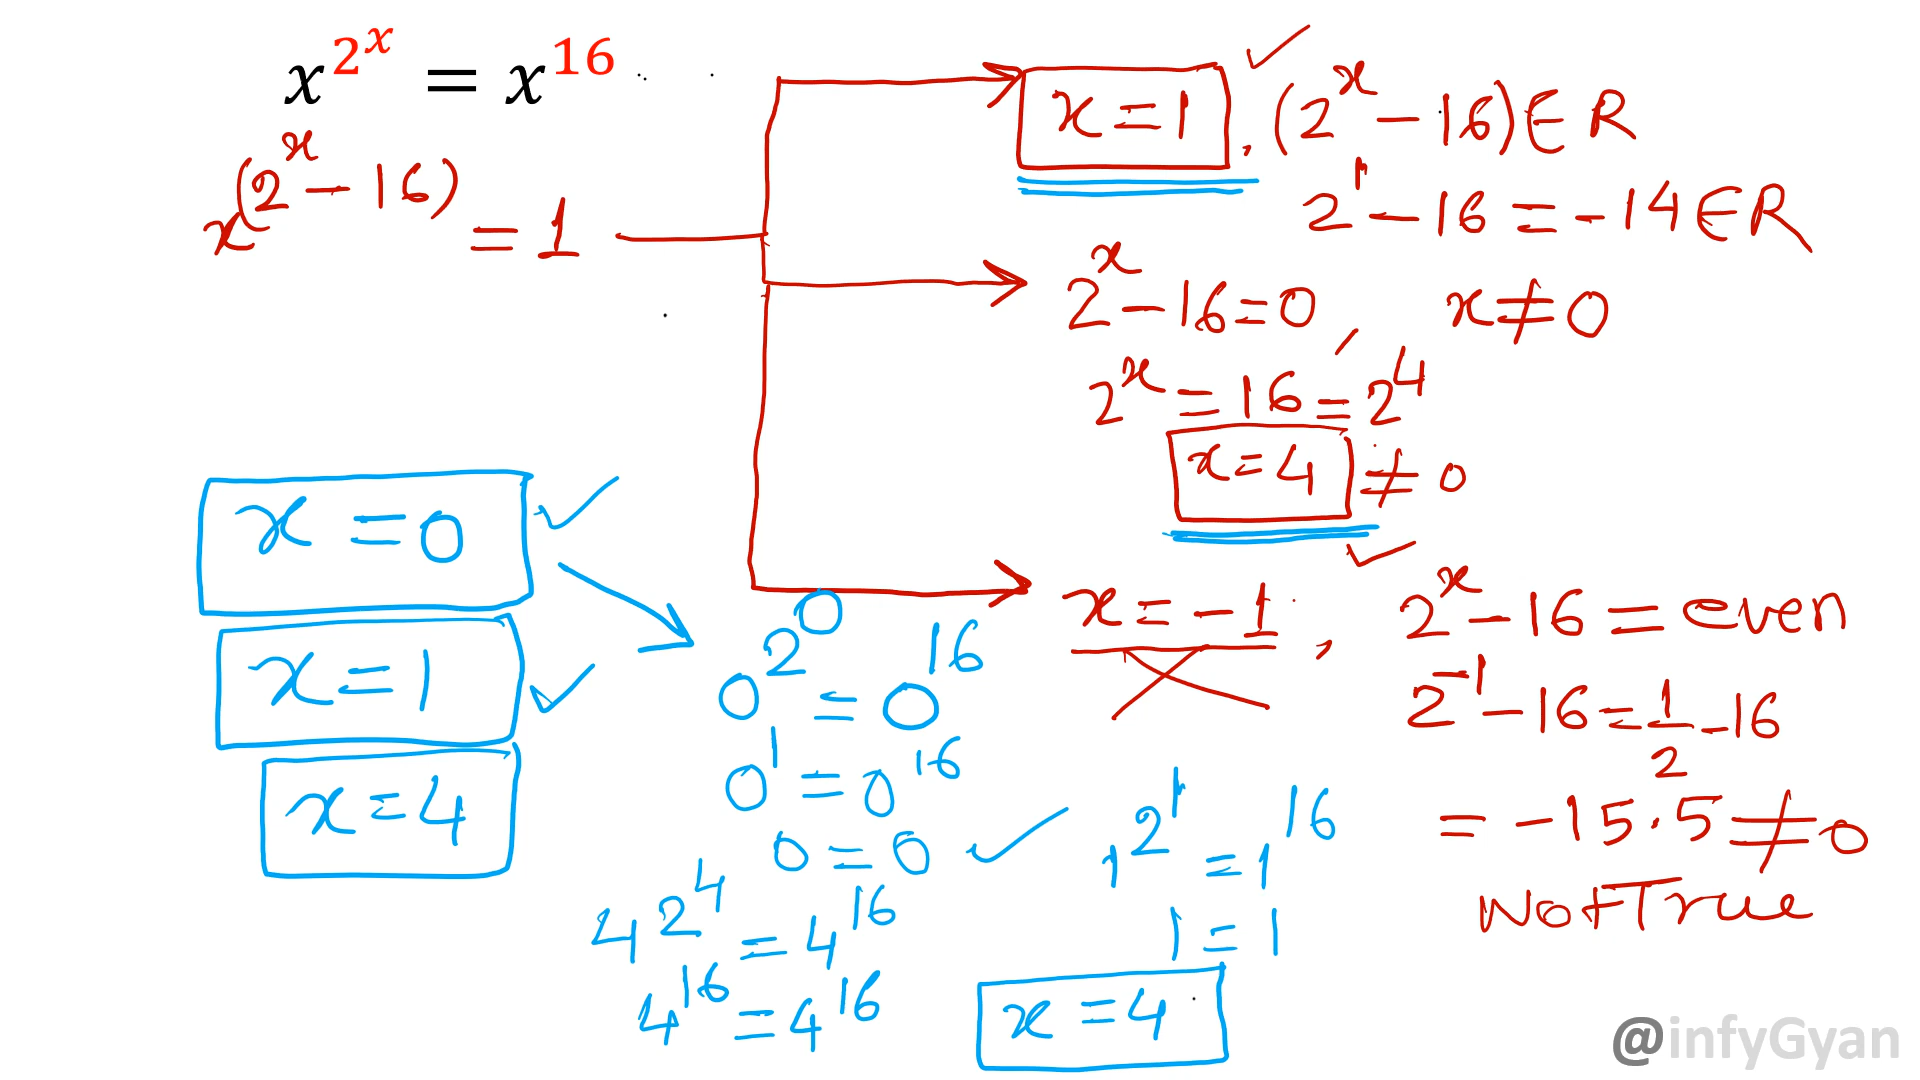 x^{2^x} = x^{16}
x^{(2^x - 16)} = 1
x = 1 , (2^x - 16) ∈ R
2^1 - 16 = -14 ∈ R
2^x - 16 = 0 , x ≠ 0
2^x = 16 = 2^4
x = 4 ≠ 0
x = -1 , 2^x - 16 = even
2^{-1} - 16 = 1/2 - 16
= -15.5 ≠ 0
Not True
x = 0
x = 1
x = 4
0^{2^0} = 0^{16}
0^1 = 0^{16}
0 = 0
1^{2^1} = 1^{16}
1 = 1
4^{2^4} = 4^{16}
4^{16} = 4^{16}
x = 4
@infyGyan